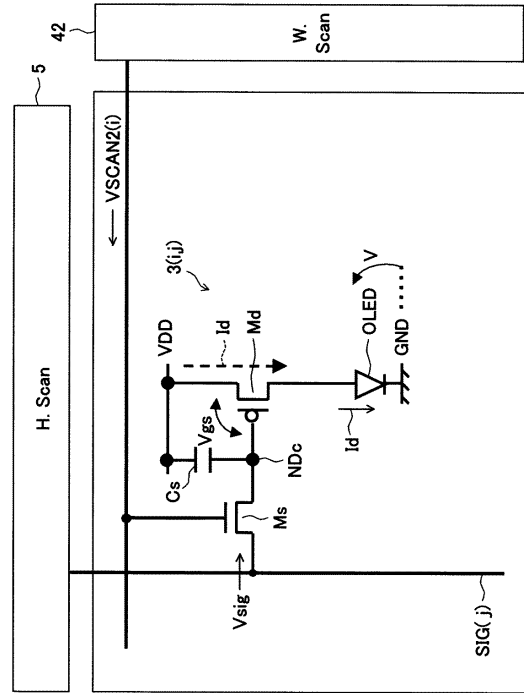 5
H. Scan
42
W.
Scan
VSCAN2(i)
3(i,j)
VDD
Id
Cs
Vgs
Md
Vsig
Ms
NDc
Id
OLED
V
GND
SIG( j)